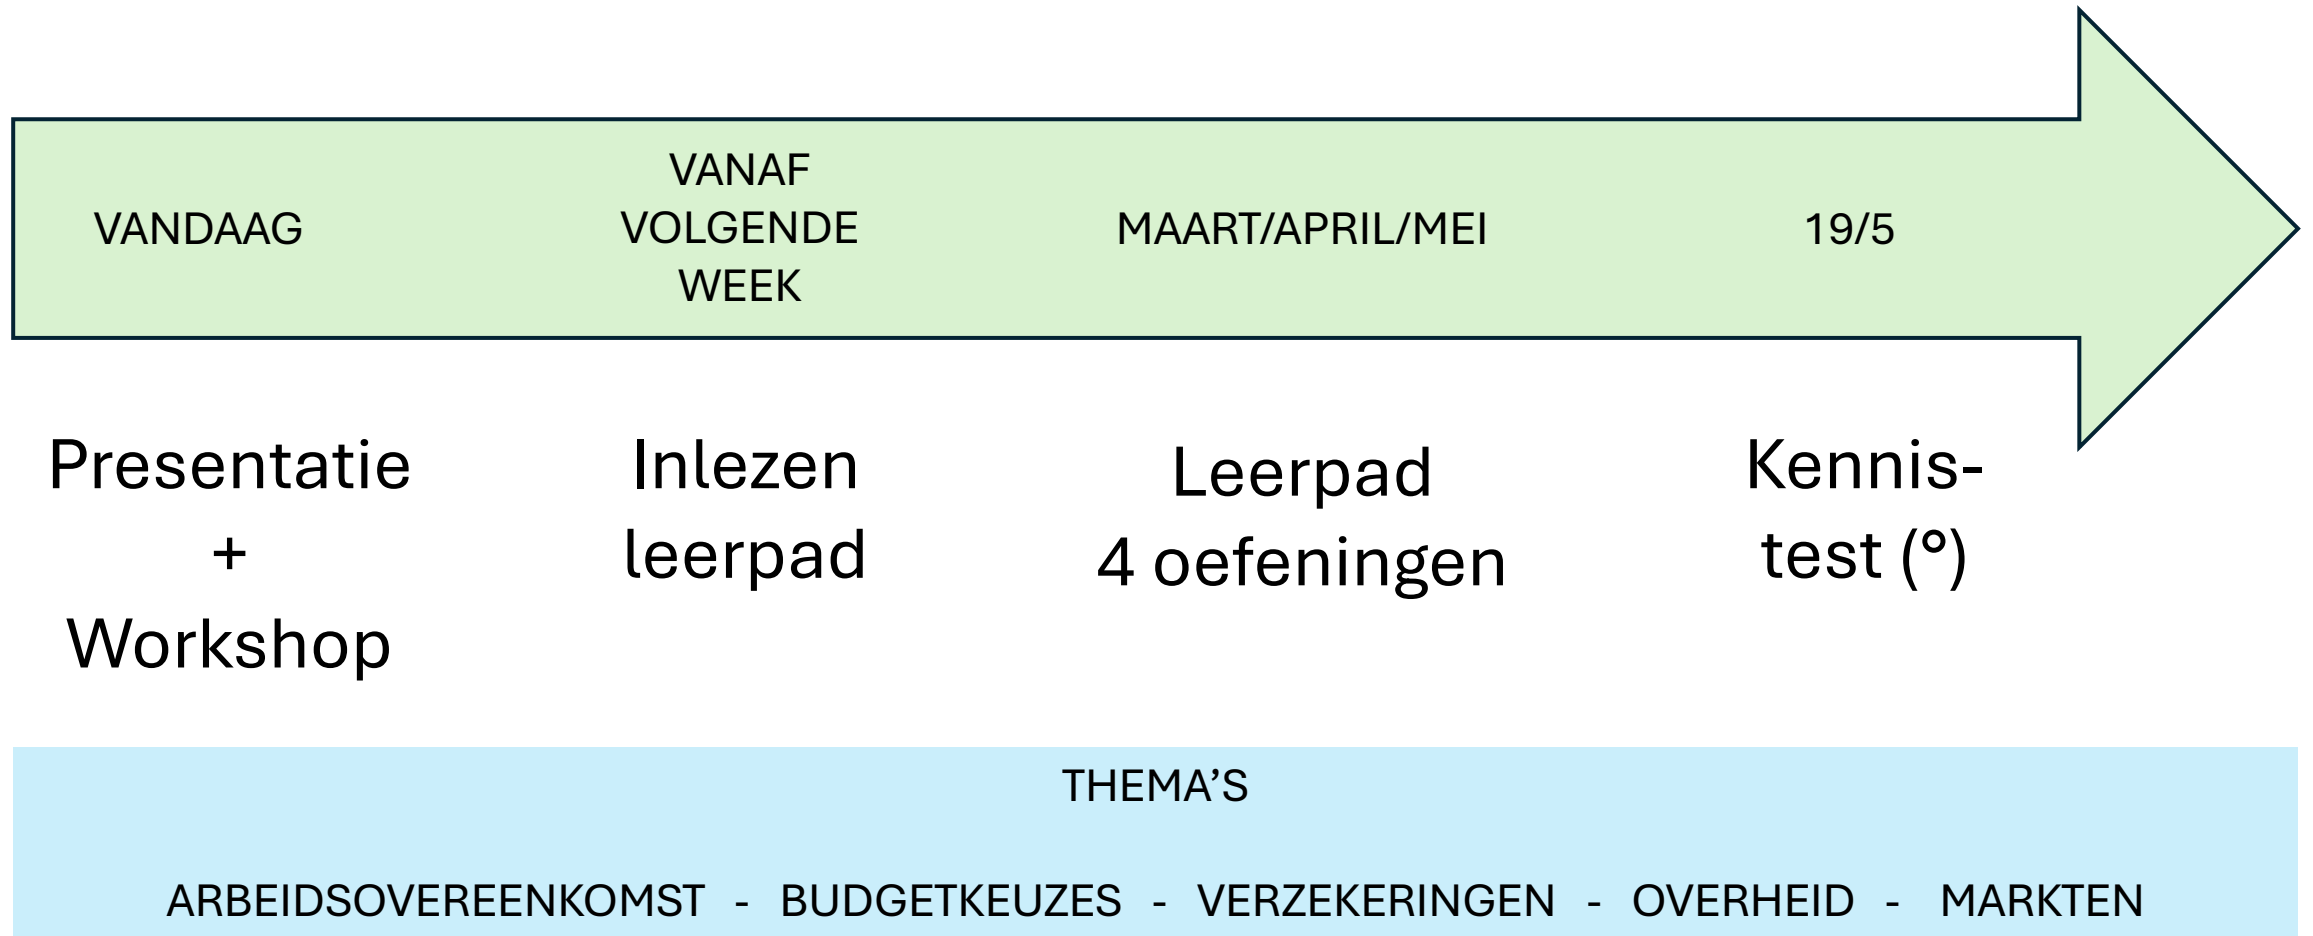 VANDAAG
VANAF
VOLGENDE
WEEK
MAART/APRIL/MEI
19/5
Presentatie
+
Workshop
Inlezen
leerpad
Leerpad
4 oefeningen
Kennis-
test (°)
THEMA’S
ARBEIDSOVEREENKOMST - BUDGETKEUZES - VERZEKERINGEN - OVERHEID - MARKTEN